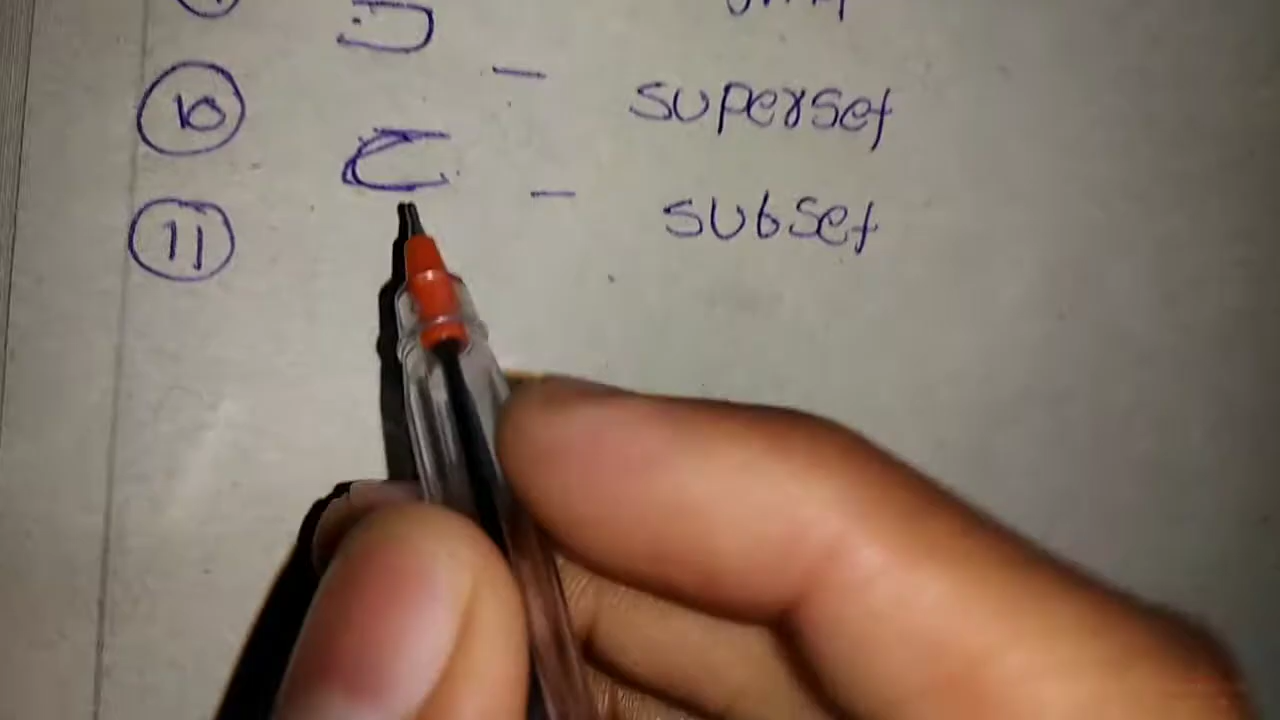 ⑩ ⊃ - superset
⑪ ⊂ - subset